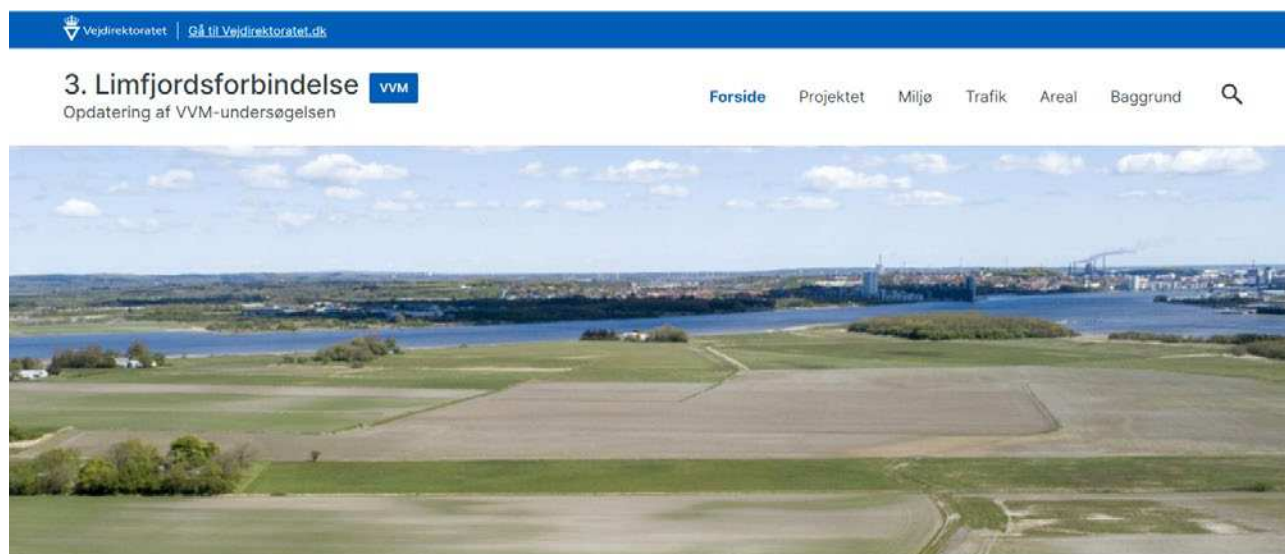 Vejdirektoratet | Gå til Vejdirektoratet.dk
3. Limfjordsforbindelse VVM
Opdatering af VVM-undersøgelsen
Forside Projektet Miljø Trafik Areal Baggrund